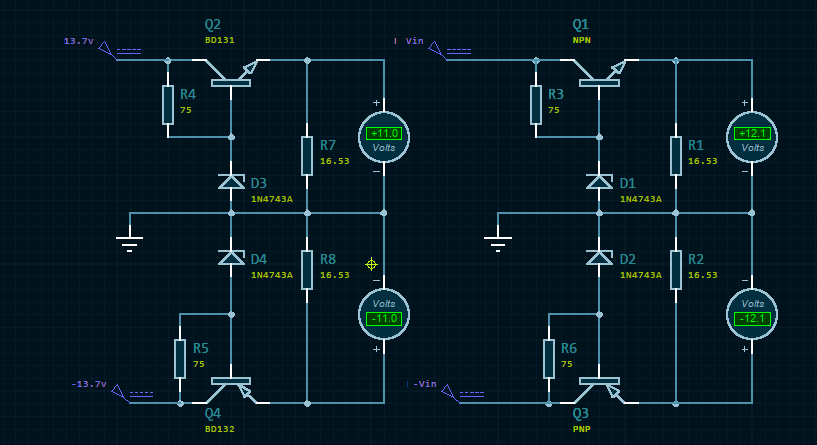 Q2
BD131
13.7v
R4
75
+11.0
Volts
R7
16.53
D3
1N4743A
D4
1N4743A
R8
16.53
Volts
-11.0
R5
75
-13.7v
Q4
BD132
Q1
NPN
Vin
R3
75
+12.1
Volts
R1
16.53
D1
1N4743A
D2
1N4743A
R2
16.53
Volts
-12.1
R6
75
-Vin
Q3
PNP